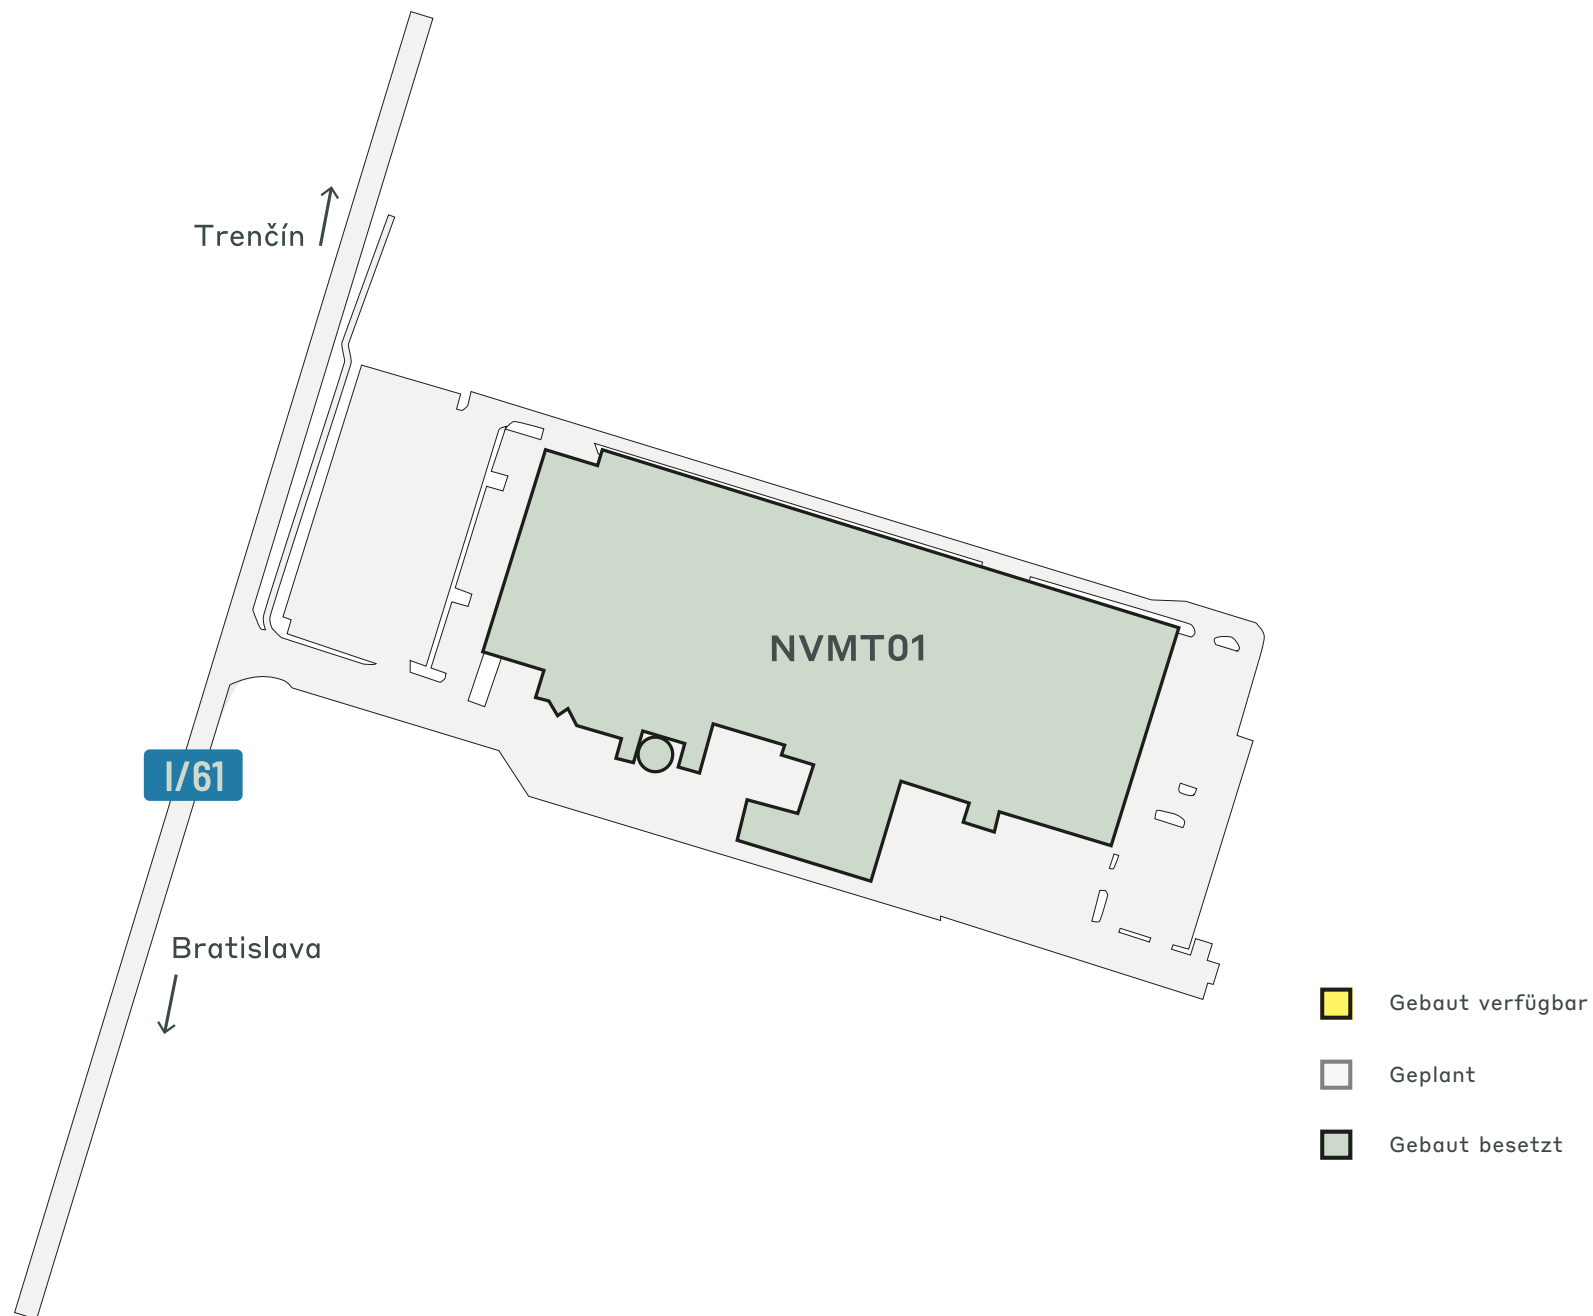 Trenčín
NVMT01
I/61
Bratislava
Gebaut verfügbar
Geplant
Gebaut besetzt